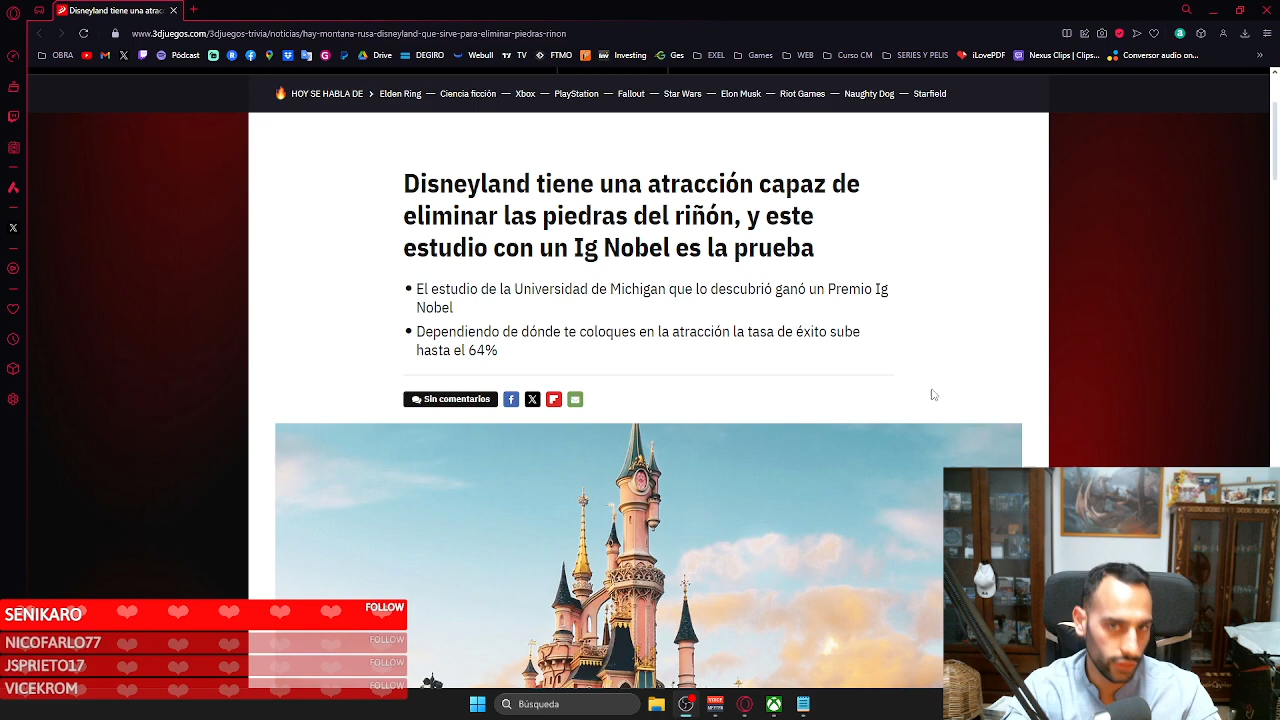 Disneyland tiene una atracc
www.3djuegos.com/3djuegos-trivia/noticias/hay-montana-rusa-disneyland-que-sirve-para-eliminar-piedras-rinon
OBRA Pódcast Drive DEGIRO Webull TV FTMO Investing Ges EXEL Gaming WEB Curso CM SERIES Y PELIS iLovePDF Nexus Clips | Clips... Conversor audio on... »
HOY SE HABLA DE > Elden Ring — Ciencia ficción — Xbox — PlayStation — Fallout — Star Wars — Elon Musk — Riot Games — Naughty Dog — Starfield
Disneyland tiene una atracción capaz de
eliminar las piedras del riñón, y este
estudio con un Ig Nobel es la prueba
• El estudio de la Universidad de Michigan que lo descubrió ganó un Premio Ig
Nobel
• Dependiendo de dónde te coloques en la atracción la tasa de éxito sube
hasta el 64%
Sin comentarios
SENIKARO FOLLOW
NICOFARLO77 FOLLOW
JSPRIETO17 FOLLOW
VICEKROM FOLLOW
Búsqueda